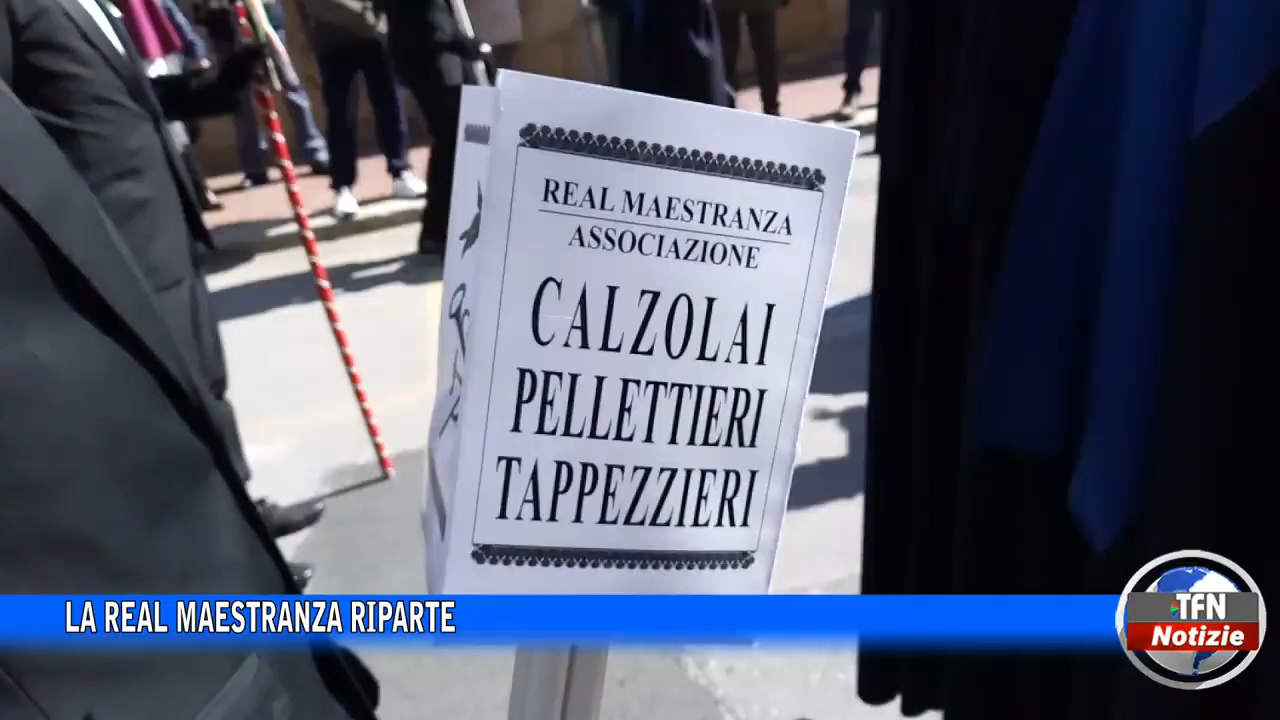 REAL MAESTRANZA
ASSOCIAZIONE
CALZOLAI
PELLETTIERI
TAPPEZZIERI
LA REAL MAESTRANZA RIPARTE
TFN
Notizie